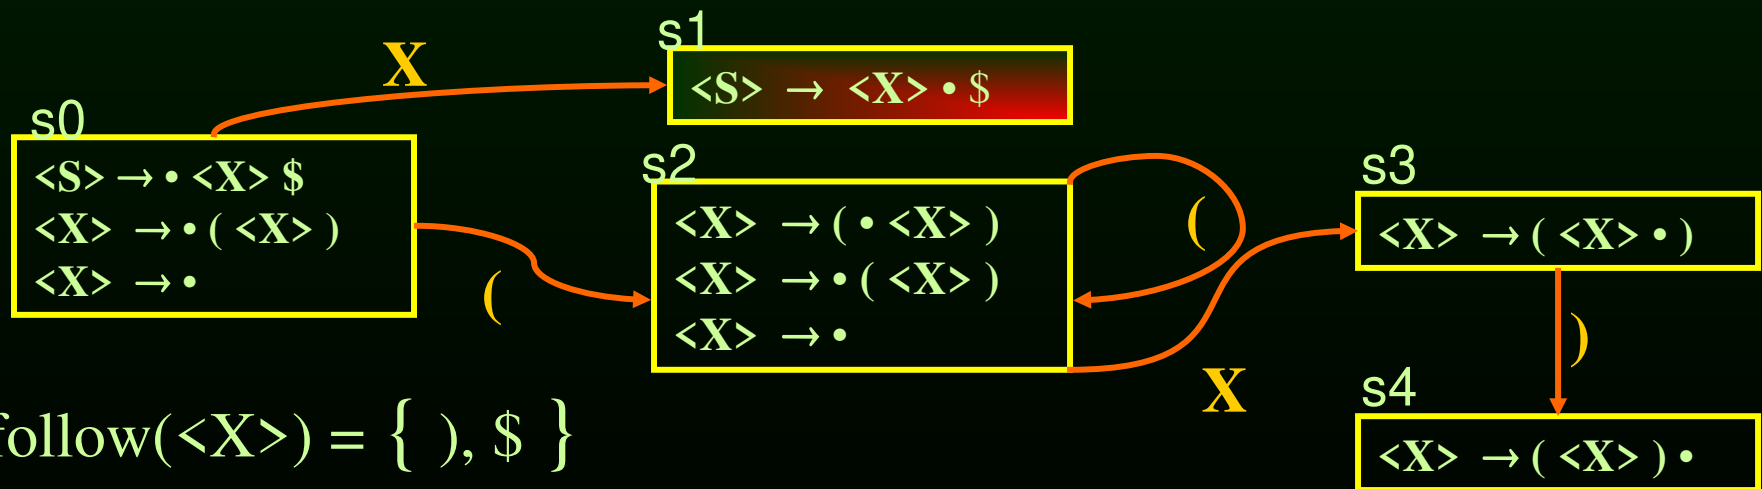 s0
<S> → • <X> $
<X> → • ( <X> )
<X> → •
X
(
s1
<S> → <X> • $
s2
<X> → ( • <X> )
<X> → • ( <X> )
<X> → •
(
X
s3
<X> → ( <X> • )
)
s4
<X> → ( <X> ) •
follow(<X>) = { ), $ }